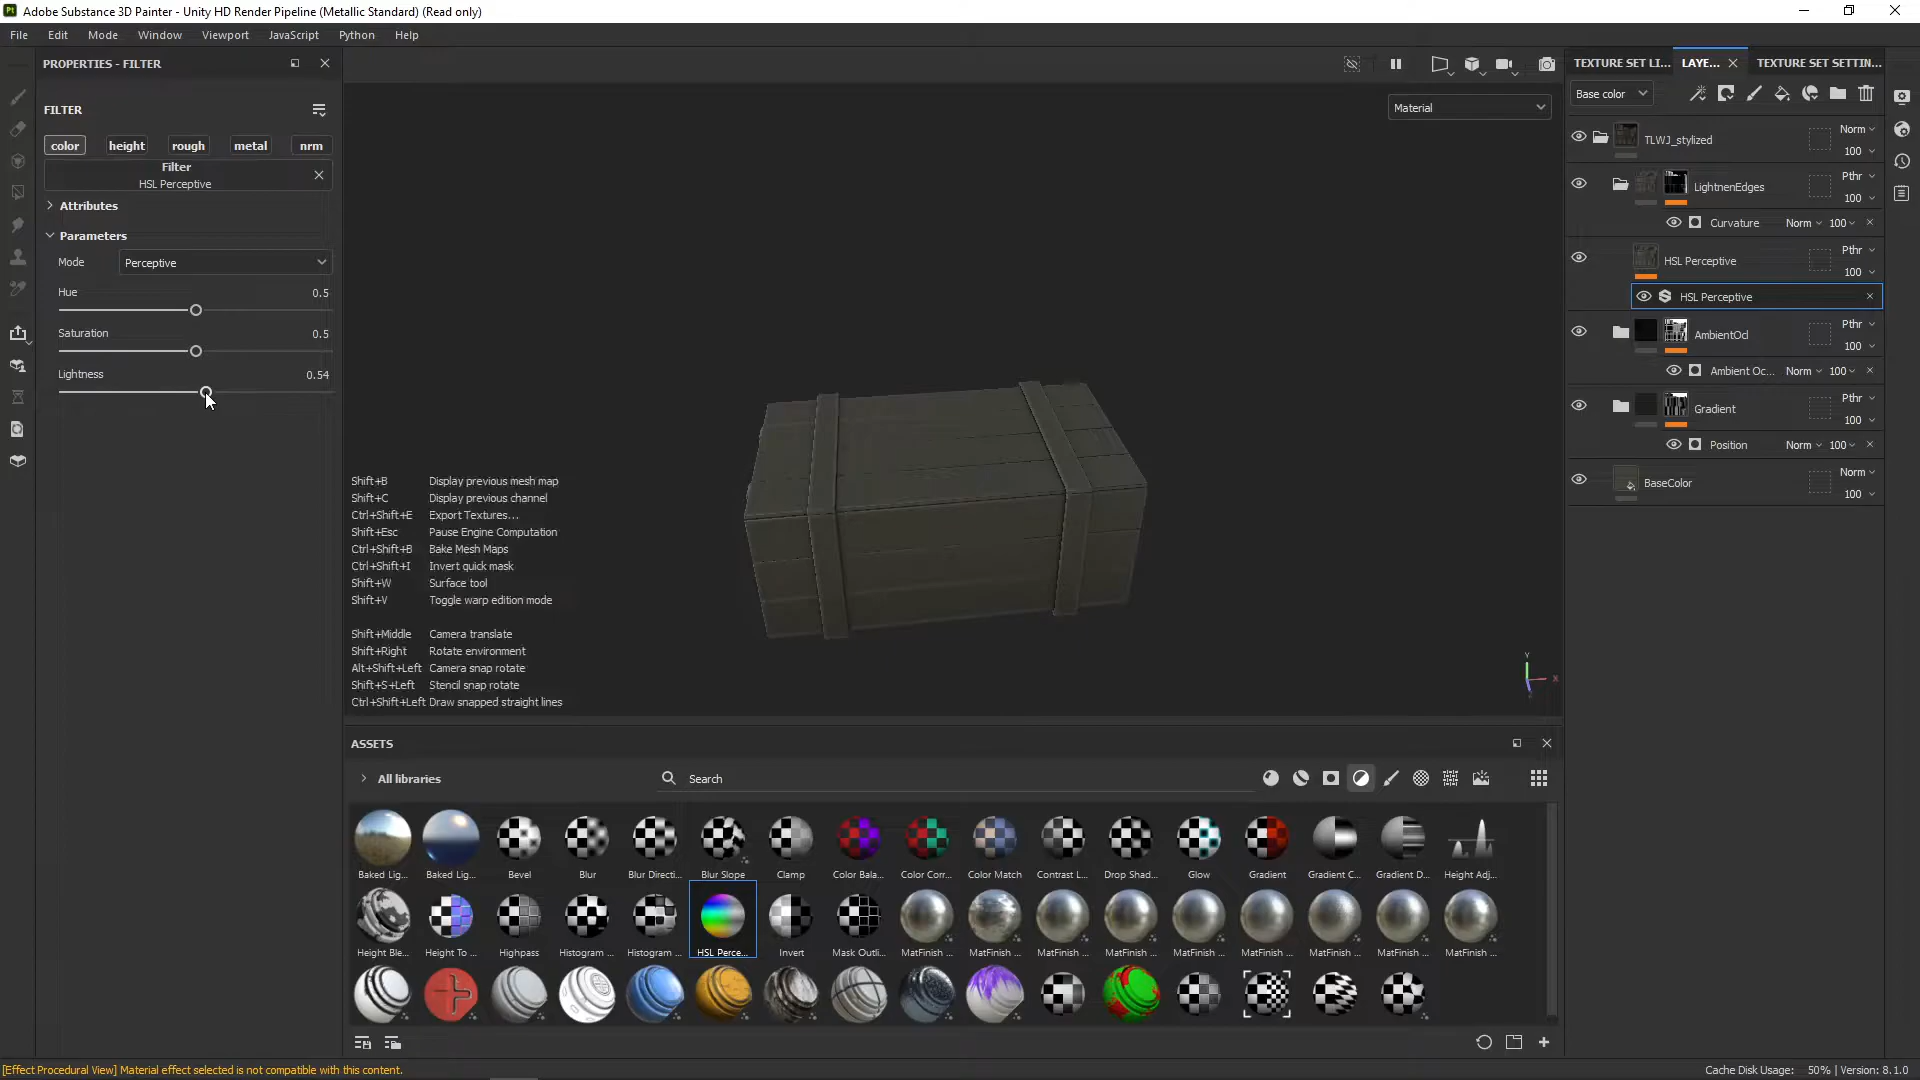 Adobe Substance 3D Painter - Unity HD Render Pipeline (Metallic Standard) (Read only)
File Edit Mode Window Viewport JavaScript Python Help
PROPERTIES - FILTER
FILTER
color height rough metal nrm
Filter
HSL Perceptive
Attributes
Parameters
Mode Perceptive
Hue 0.5
Saturation 0.5
Lightness 0.54
Material
Shift+B Display previous mesh map
Shift+C Display previous channel
Ctrl+Shift+E Export Textures...
Shift+Esc Pause Engine Computation
Ctrl+Shift+B Bake Mesh Maps
Ctrl+Shift+I Invert quick mask
Shift+W Surface tool
Shift+V Toggle warp edition mode
Shift+Middle Camera translate
Shift+Right Rotate environment
Alt+Shift+Left Camera snap rotate
Shift+S+Left Stencil snap rotate
Ctrl+Shift+Left Draw snapped straight lines
Y
X
ASSETS
All libraries
Search
Baked Lig... Baked Lig... Bevel Blur Blur Directi... Blur Slope Clamp Color Bala... Color Corr... Color Match Contrast L... Drop Shad... Glow Gradient Gradient C... Gradient D... Height Adj...
Height Ble... Height To ... Highpass Histogram ... Histogram ... HSL Perce... Invert Mask Outli... MatFinish ... MatFinish ... MatFinish ... MatFinish ... MatFinish ... MatFinish ... MatFinish ... MatFinish ... MatFinish ...
TEXTURE SET LI... LAYE... TEXTURE SET SETTIN...
Base color
TLWJ_stylized Norm 100
LightnenEdges Pthr 100
Curvature Norm 100
HSL Perceptive Pthr 100
HSL Perceptive
AmbientOcl Pthr 100
Ambient Oc... Norm 100
Gradient Pthr 100
Position Norm 100
BaseColor Norm 100
[Effect Procedural View] Material effect selected is not compatible with this content.
Cache Disk Usage: 50% | Version: 8.1.0